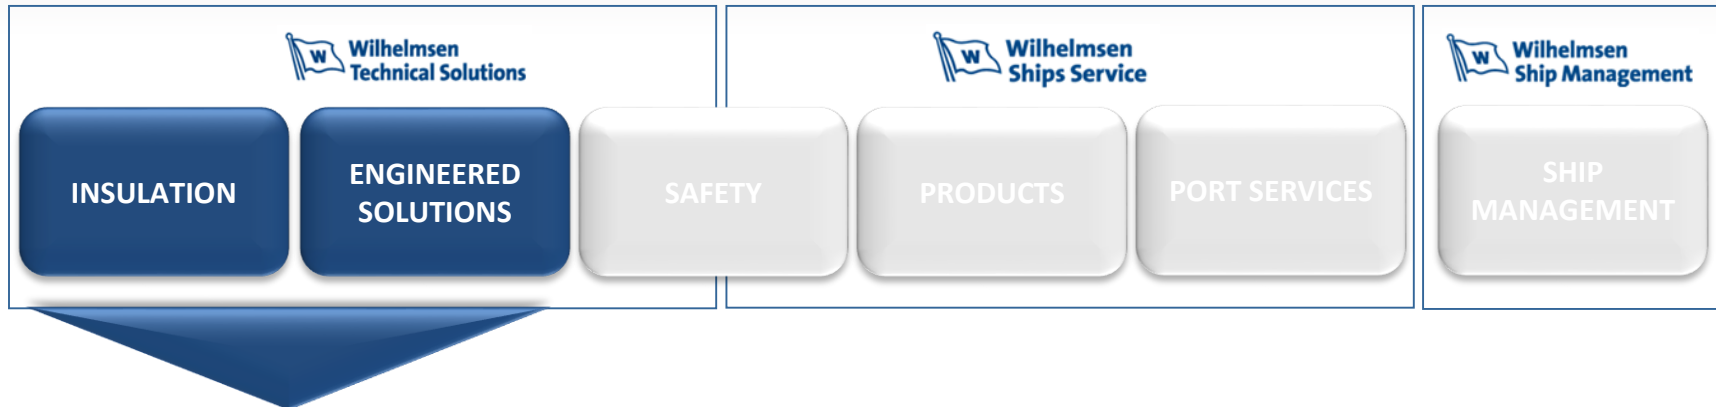 Wilhelmsen
Technical Solutions
Wilhelmsen
Ships Service
Wilhelmsen
Ship Management
INSULATION
ENGINEERED
SOLUTIONS
SAFETY
PRODUCTS
PORT SERVICES
SHIP
MANAGEMENT